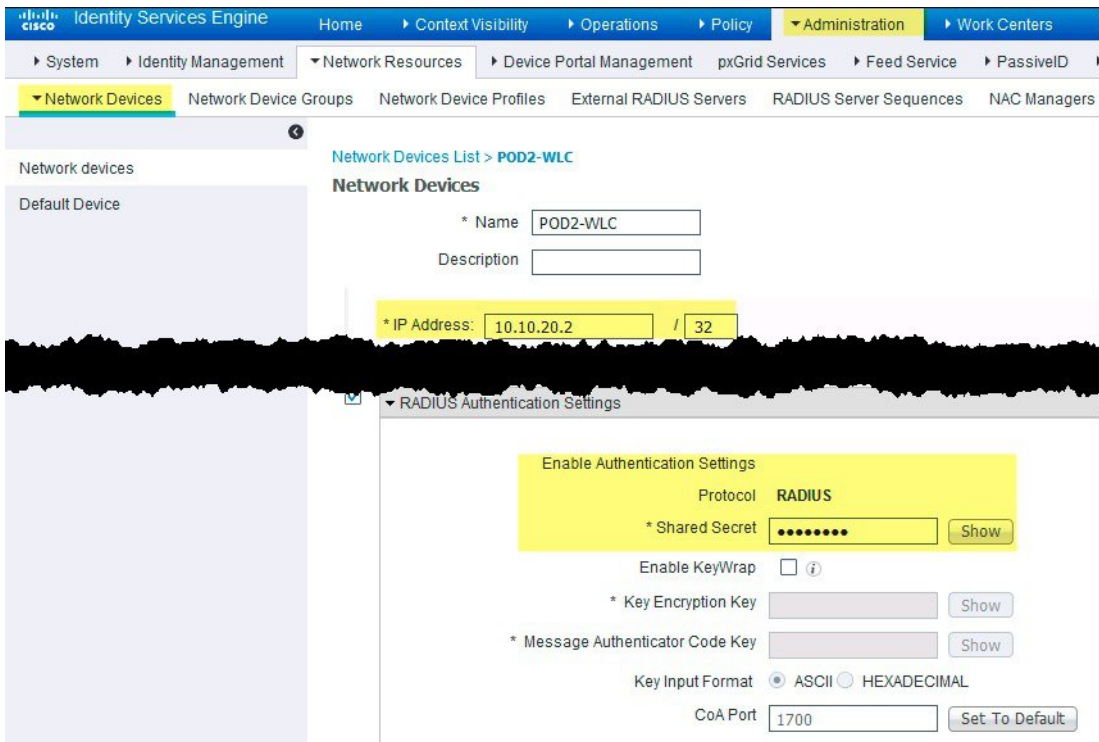 cisco Identity Services Engine Home Context Visibility Operations Policy Administration Work Centers
System Identity Management Network Resources Device Portal Management pxGrid Services Feed Service PassiveID
Network Devices Network Device Groups Network Device Profiles External RADIUS Servers RADIUS Server Sequences NAC Managers
Network devices
Default Device
Network Devices List > POD2-WLC
Network Devices
* Name POD2-WLC
Description
* IP Address: 10.10.20.2 / 32
RADIUS Authentication Settings
Enable Authentication Settings
Protocol RADIUS
* Shared Secret •••••••• Show
Enable KeyWrap i
* Key Encryption Key Show
* Message Authenticator Code Key Show
Key Input Format ASCII HEXADECIMAL
CoA Port 1700 Set To Default